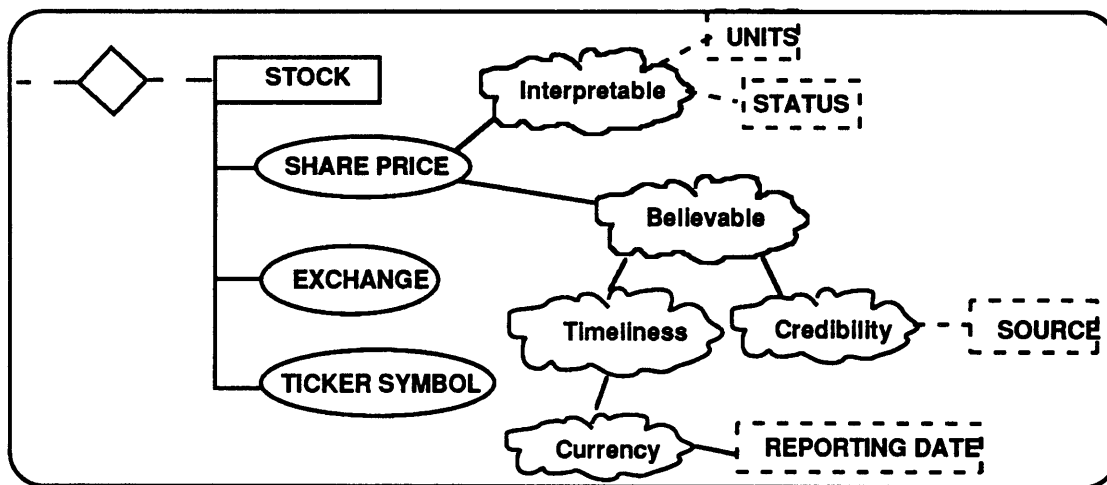 UNITS
STOCK
Interpretable
STATUS
SHARE PRICE
Believable
EXCHANGE
Timeliness
Credibility
SOURCE
TICKER SYMBOL
Currency
REPORTING DATE